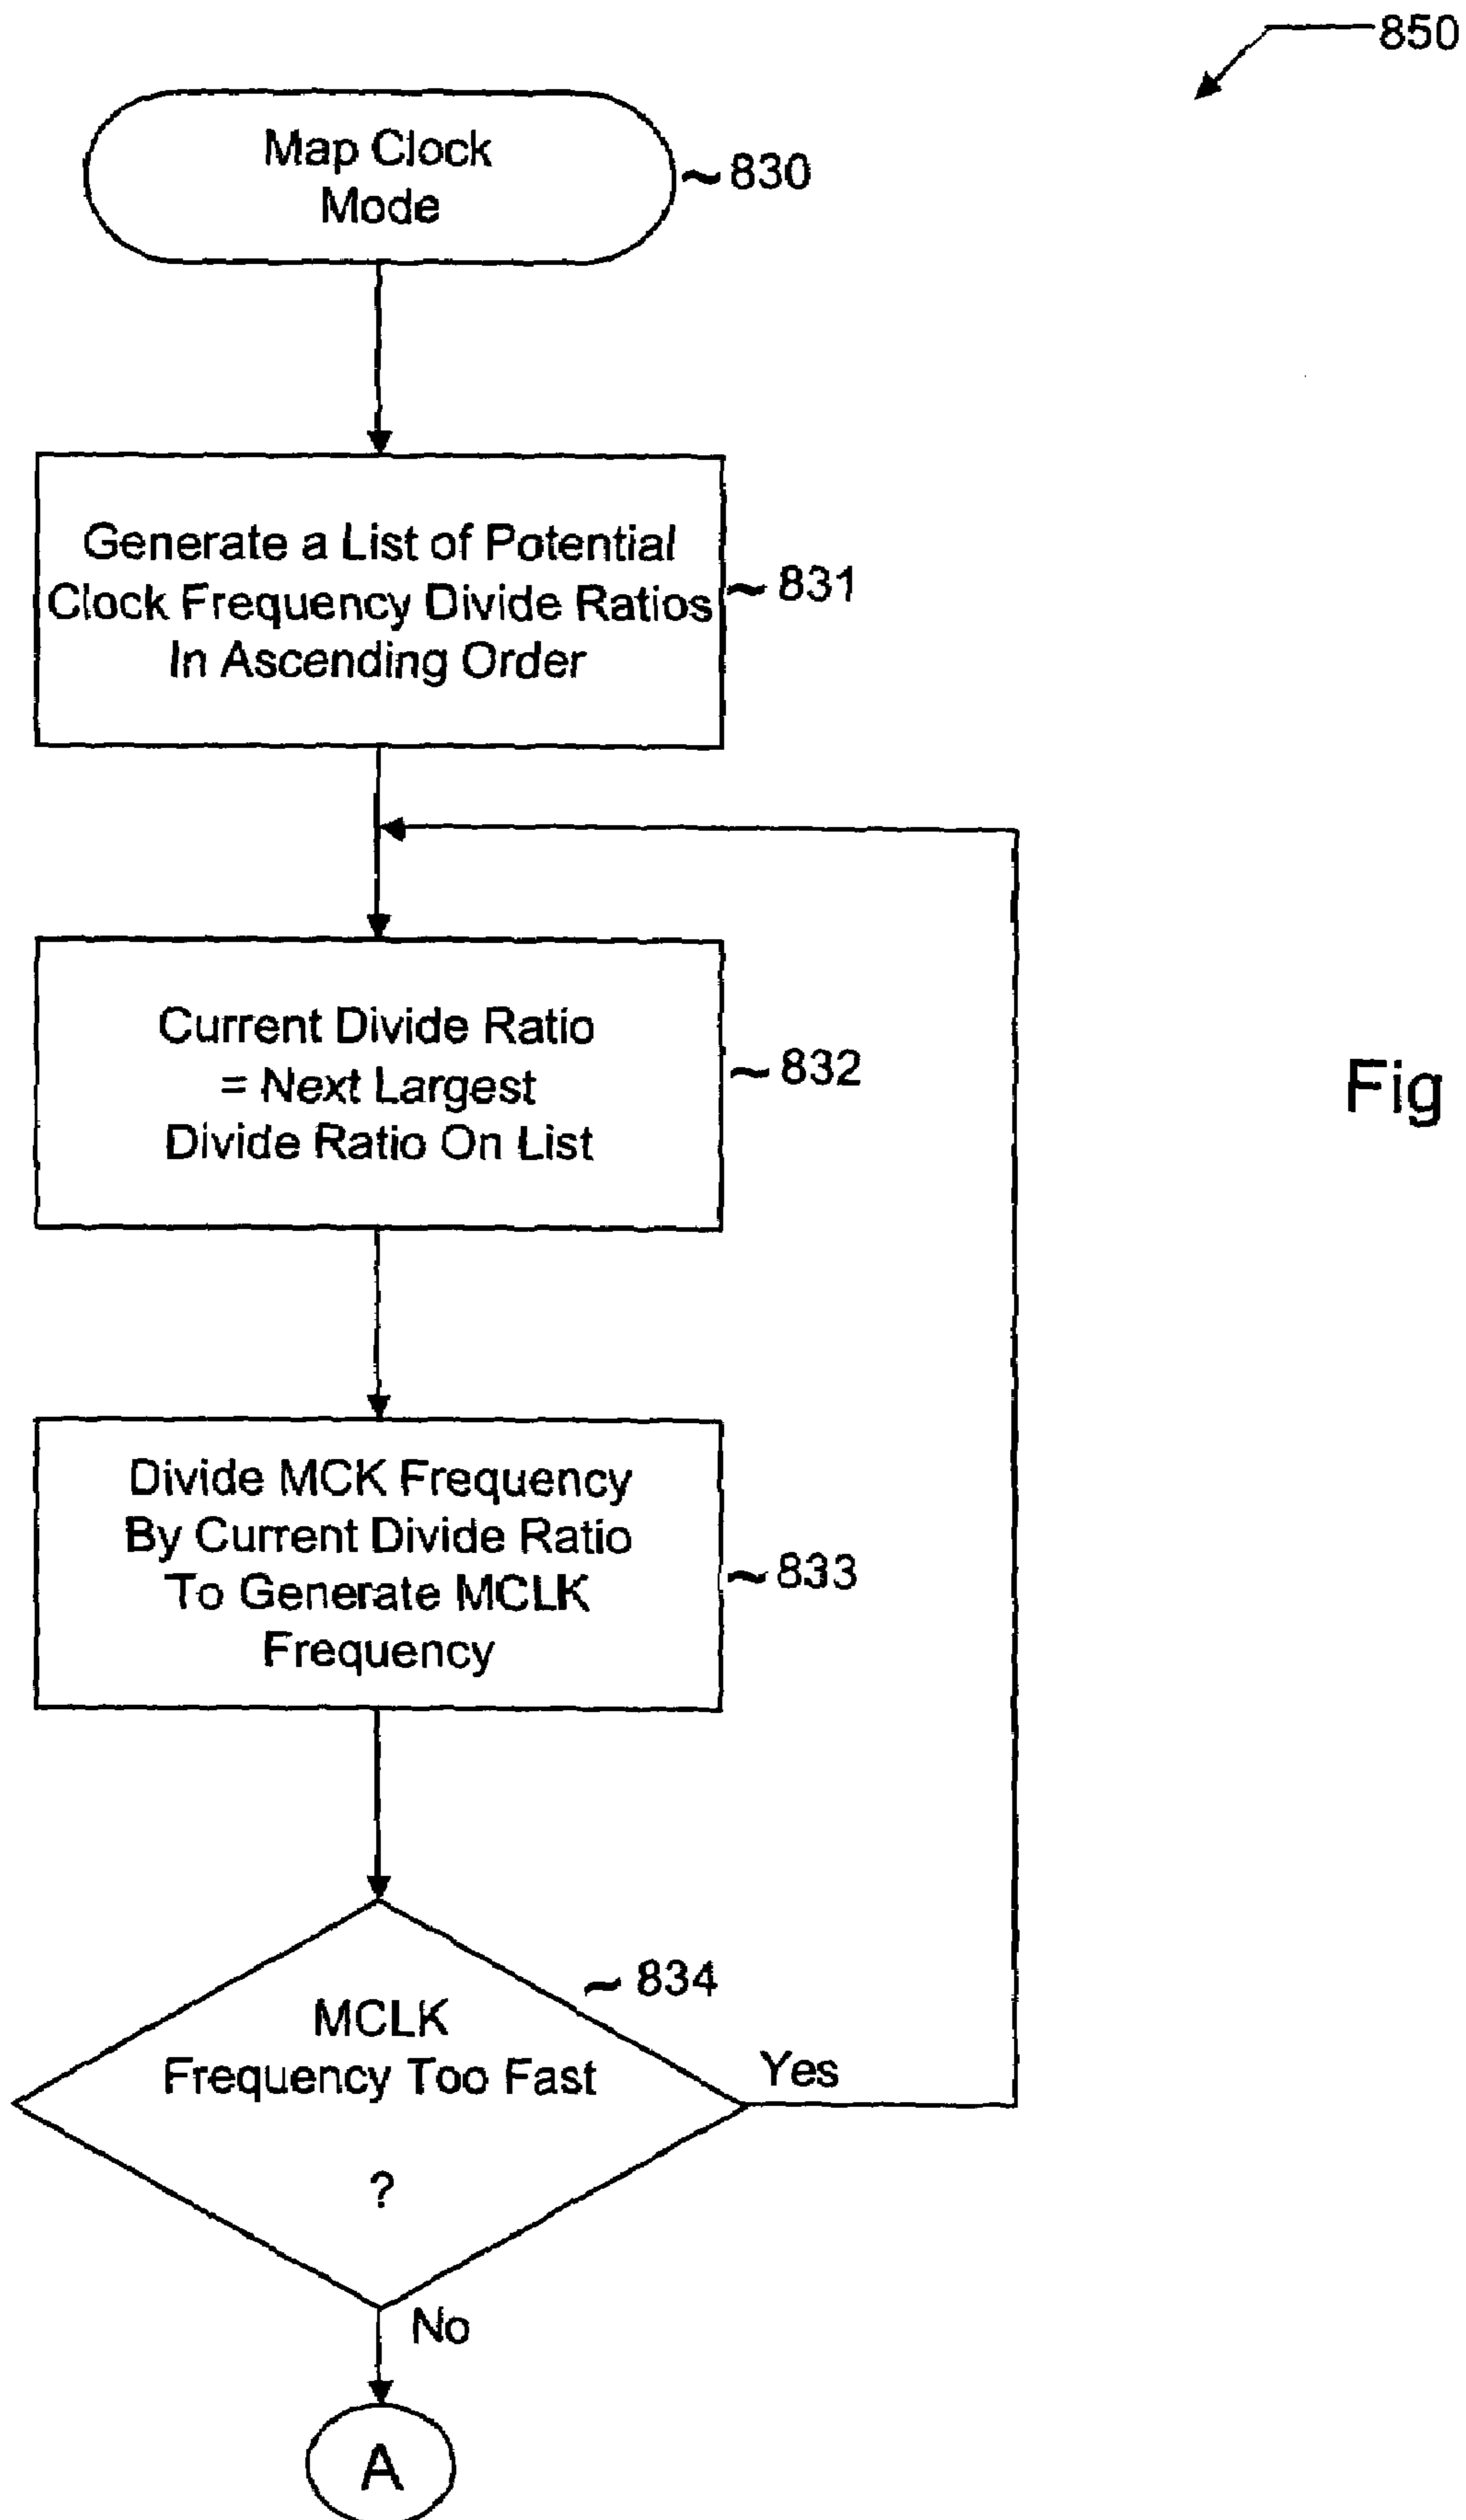 850
Map Clock
Mode
~830
Generate a List of Potential
Clock Frequency Divide Ratios
In Ascending Order
~ 831
Current Divide Ratio
= Next Largest
Divide Ratio On List
~ 832
Fig
Divide MCK Frequency
By Current Divide Ratio
To Generate MCLK
Frequency
~ 833
~ 834
MCLK
Frequency Too Fast
?
Yes
No
A